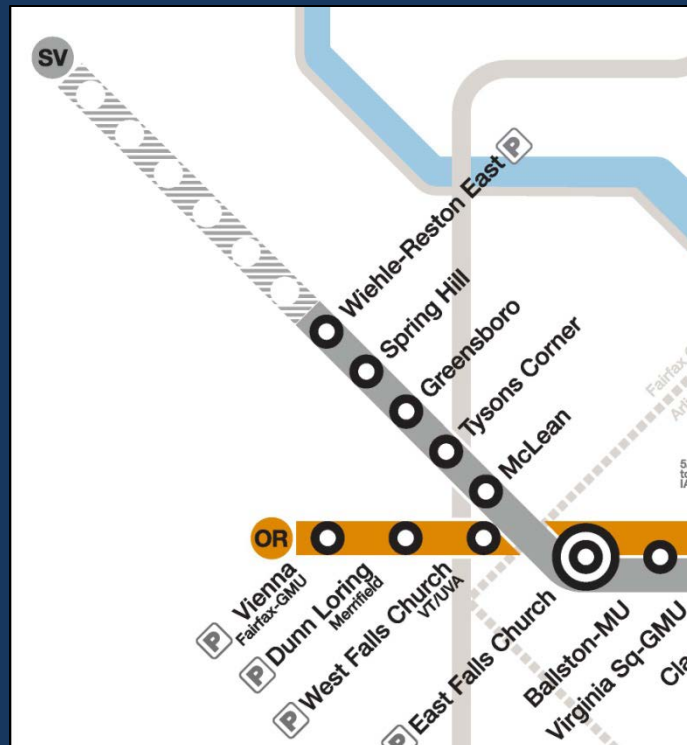 SV
Wiehle-Reston East
P
Spring Hill
Greensboro
Tysons Corner
McLean
OR
Vienna
Fairfax-GMU
P
Dunn Loring
Merrifield
P
West Falls Church
VT/UVA
P
East Falls Church
P
Ballston-MU
Virginia Sq-GMU
Fairfax